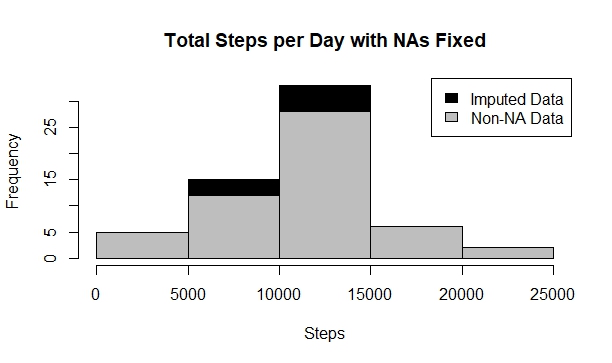 Total Steps per Day with NAs Fixed
Imputed Data
Non-NA Data
Frequency
25
15
5
0
0 5000 10000 15000 20000 25000
Steps